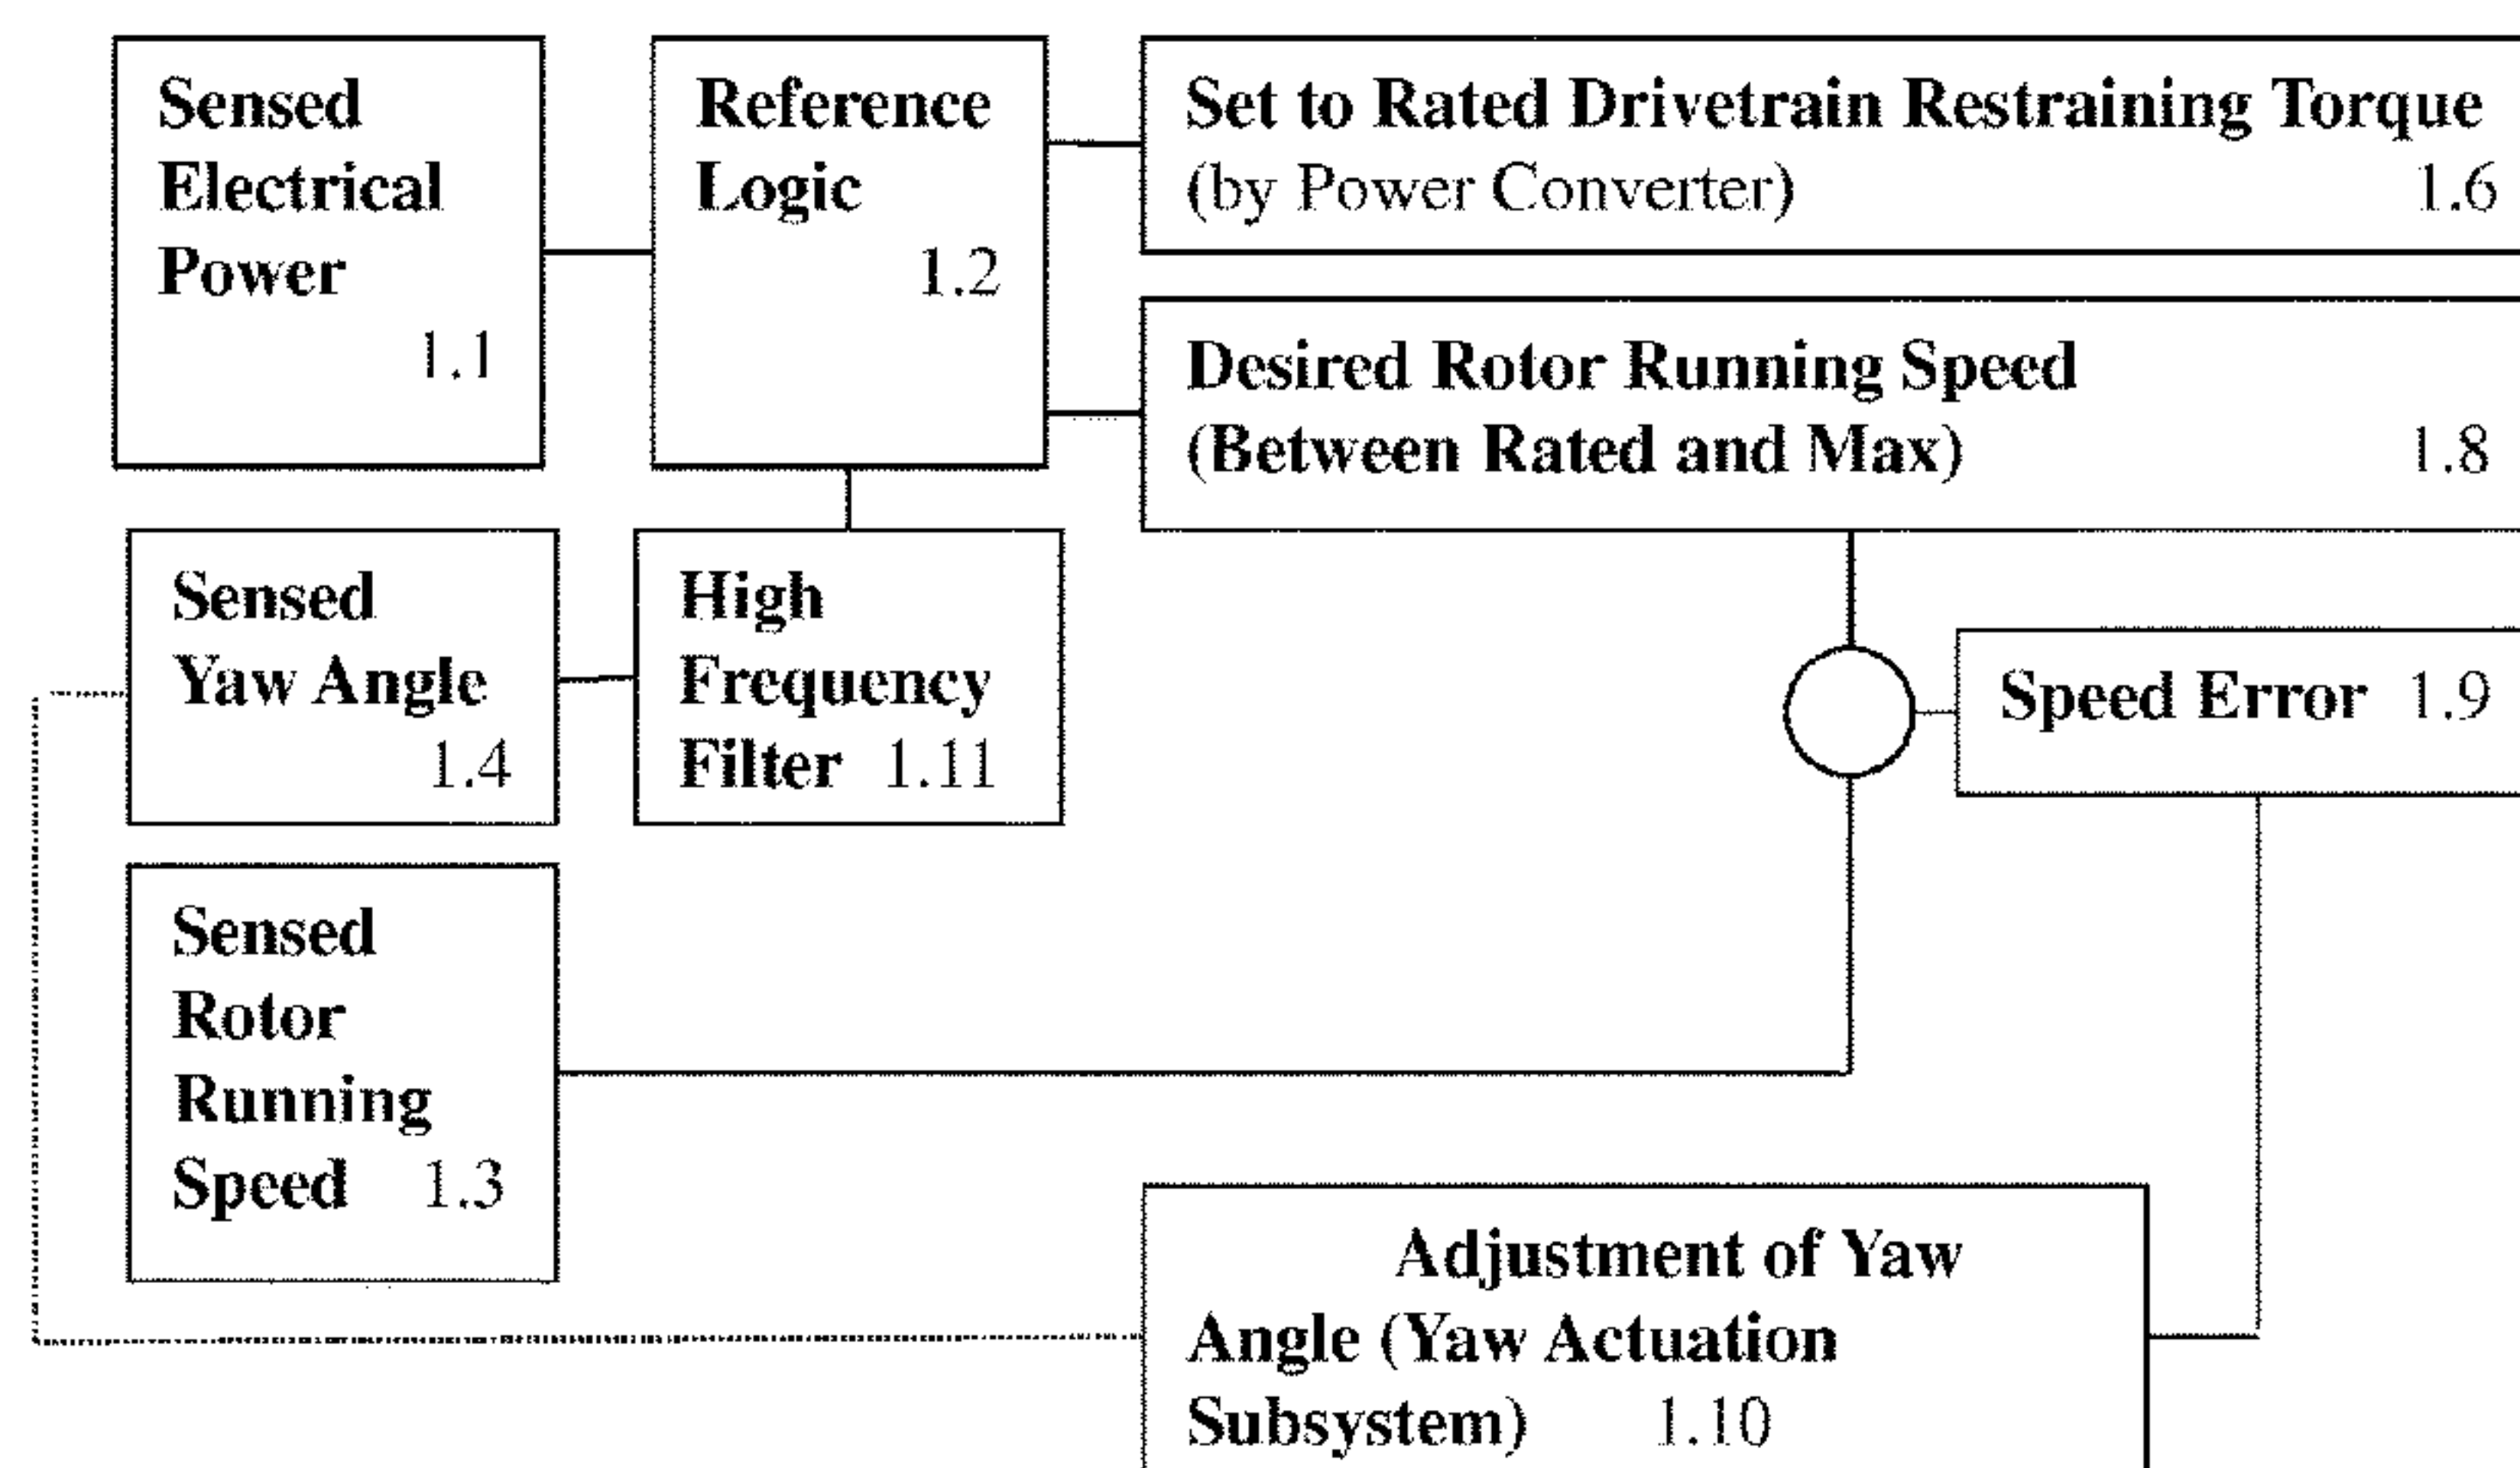 Sensed
Electrical
Power
1.1
Reference
Logic
1.2
Set to Rated Drivetrain Restraining Torque
(by Power Converter) 1.6
Desired Rotor Running Speed
(Between Rated and Max) 1.8
Sensed
Yaw Angle
1.4
High
Frequency
Filter 1.11
Speed Error 1.9
Sensed
Rotor
Running
Speed 1.3
Adjustment of Yaw
Angle (Yaw Actuation
Subsystem) 1.10